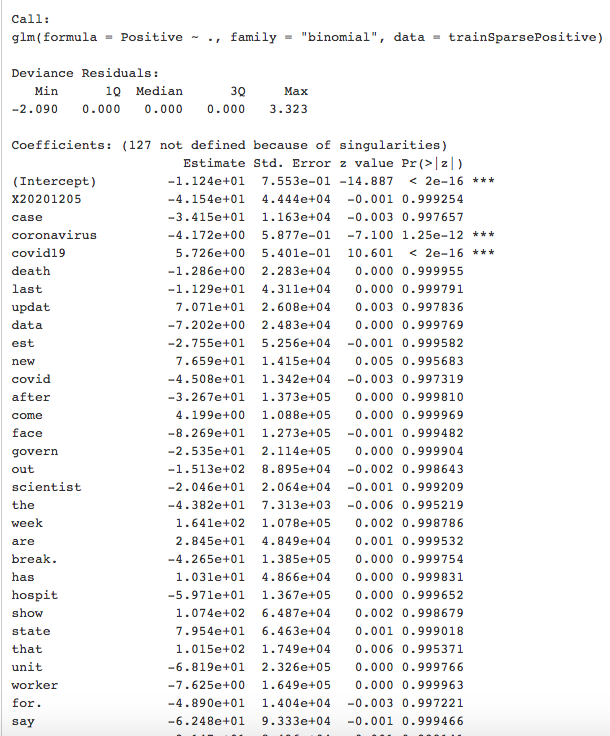 Call:
glm(formula = Positive ~ ., family = "binomial", data = trainSparsePositive)
Deviance Residuals:
Min 1Q Median 3Q Max
-2.090 0.000 0.000 0.000 3.323
Coefficients: (127 not defined because of singularities)
Estimate Std. Error z value Pr(>|z|)
(Intercept) -1.124e+01 7.553e-01 -14.887 < 2e-16 ***
X20201205 -4.154e+01 4.444e+04 -0.001 0.999254
case -3.415e+01 1.163e+04 -0.003 0.997657
coronavirus -4.172e+00 5.877e-01 -7.100 1.25e-12 ***
covid19 5.726e+00 5.401e-01 10.601 < 2e-16 ***
death -1.286e+00 2.283e+04 0.000 0.999955
last -1.129e+01 4.311e+04 0.000 0.999791
updat 7.071e+01 2.608e+04 0.003 0.997836
data -7.202e+00 2.483e+04 0.000 0.999769
est -2.755e+01 5.256e+04 -0.001 0.999582
new 7.659e+01 1.415e+04 0.005 0.995683
covid -4.508e+01 1.342e+04 -0.003 0.997319
after -3.267e+01 1.373e+05 0.000 0.999810
come 4.199e+00 1.088e+05 0.000 0.999969
face -8.269e+01 1.273e+05 -0.001 0.999482
govern -2.535e+01 2.114e+05 0.000 0.999904
out -1.513e+02 8.895e+04 -0.002 0.998643
scientist -2.046e+01 2.064e+04 -0.001 0.999209
the -4.382e+01 7.313e+03 -0.006 0.995219
week 1.641e+02 1.078e+05 0.002 0.998786
are 2.845e+01 4.849e+04 0.001 0.999532
break. -4.265e+01 1.385e+05 0.000 0.999754
has 1.031e+01 4.866e+04 0.000 0.999831
hospit -5.971e+01 1.367e+05 0.000 0.999652
show 1.074e+02 6.487e+04 0.002 0.998679
state 7.954e+01 6.463e+04 0.001 0.999018
that 1.015e+02 1.749e+04 0.006 0.995371
unit -6.819e+01 2.326e+05 0.000 0.999766
worker -7.625e+00 1.649e+05 0.000 0.999963
for. -4.890e+01 1.404e+04 -0.003 0.997221
say -6.248e+01 9.333e+04 -0.001 0.999466